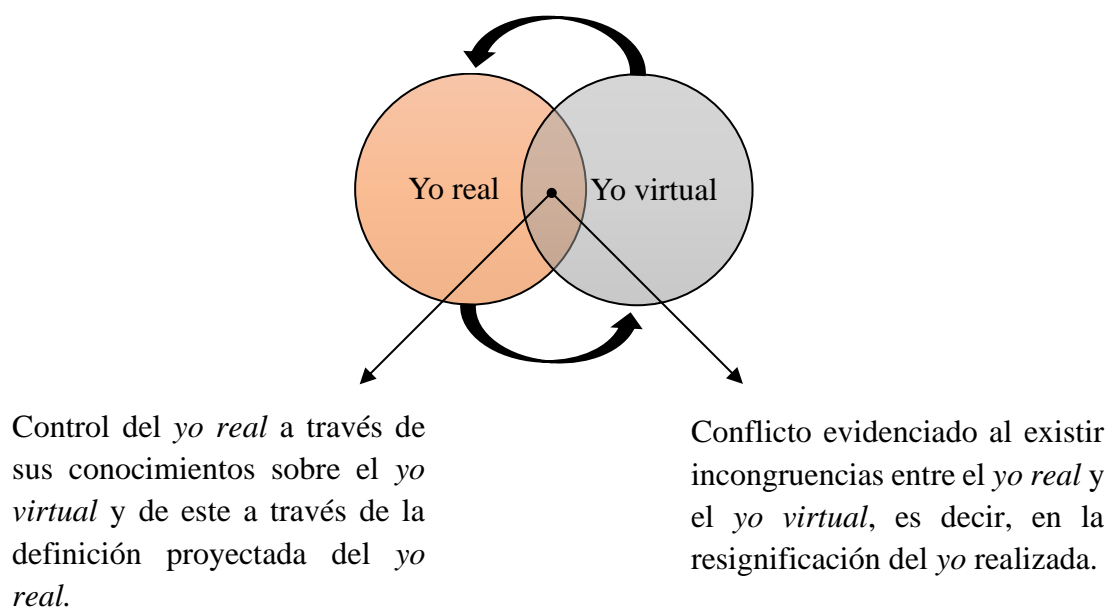 Yo real
Yo virtual
Control del yo real a través de
sus conocimientos sobre el yo
virtual y de este a través de la
definición proyectada del yo
real.
Conflicto evidenciado al existir
incongruencias entre el yo real y
el yo virtual, es decir, en la
resignificación del yo realizada.